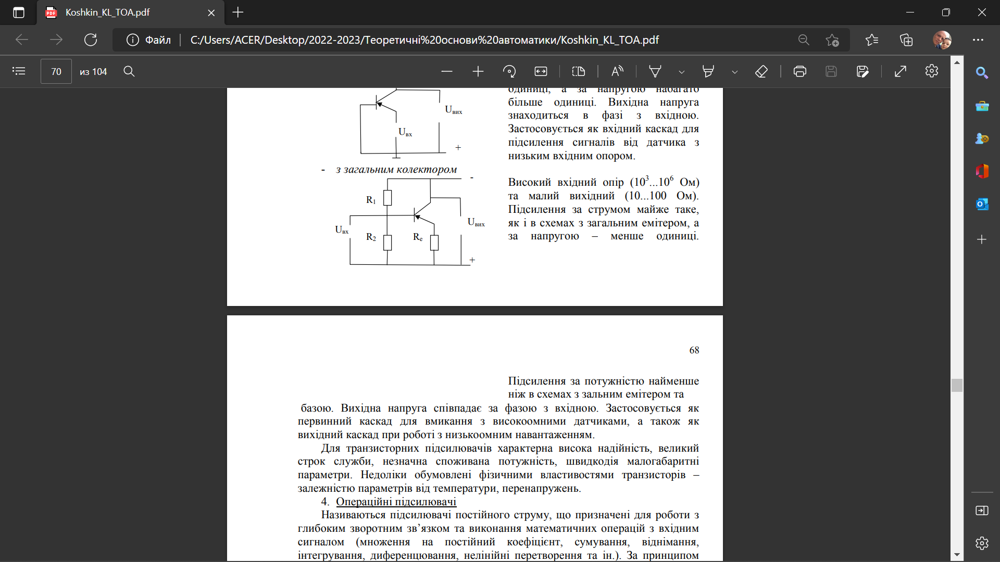 Koshkin_KL_TOA.pdf
Файл
C:/Users/ACER/Desktop/2022-2023/Теоретичні%20основи%20автоматики/Koshkin_KL_TOA.pdf
70 из 104
одиниці, а за напругою набагато
більше одиниці. Вихідна напруга
знаходиться в фазі з вхідною.
Застосовується як вхідний каскад для
підсилення сигналів від датчика з
низьким вхідним опором.
Uвих
Uвх
+
- з загальним колектором
-
R1
Uвх
R2
Re
Uвих
+
Високий вхідний опір (10³...10⁶ Ом)
та малий вихідний (10...100 Ом).
Підсилення за струмом майже таке,
як і в схемах з загальним емітером, а
за напругою – менше одиниці.
68
Підсилення за потужністю найменше
ніж в схемах з зальним емітером та
базою. Вихідна напруга співпадає за фазою з вхідною. Застосовується як
первинний каскад для вмикання з високоомними датчиками, а також як
вихідний каскад при роботі з низькоомним навантаженням.
Для транзисторних підсилювачів характерна висока надійність, великий
строк служби, незначна споживана потужність, швидкодія малогабаритні
параметри. Недоліки обумовлені фізичними властивостями транзисторів –
залежністю параметрів від температури, перенапружень.
4. Операційні підсилювачі
Називаються підсилювачі постійного струму, що призначені для роботи з
глибоким зворотним зв’язком та виконання математичних операцій з вхідним
сигналом (множення на постійний коефіцієнт, сумування, віднімання,
інтегрування, диференцювання, нелінійні перетворення та ін.). За принципом